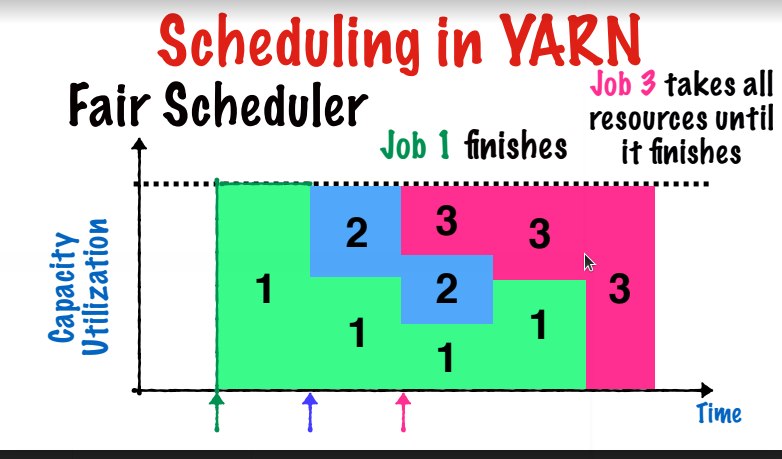 Scheduling in YARN
Fair Scheduler
Job 3 takes all
resources until
it finishes
Job 1 finishes
Capacity
Utilization
1
2
1
3
2
1
3
1
3
Time